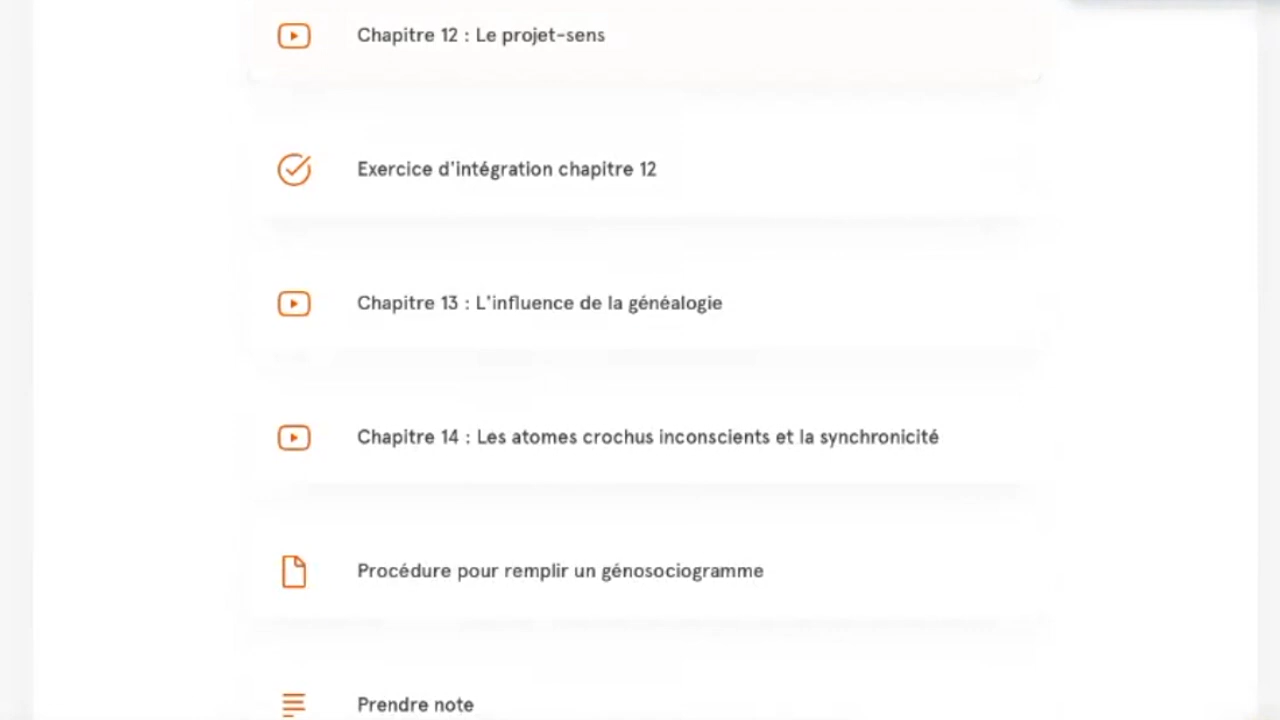 Chapitre 12 : Le projet-sens
Exercice d'intégration chapitre 12
Chapitre 13 : L'influence de la généalogie
Chapitre 14 : Les atomes crochus inconscients et la synchronicité
Procédure pour remplir un génosociogramme
Prendre note